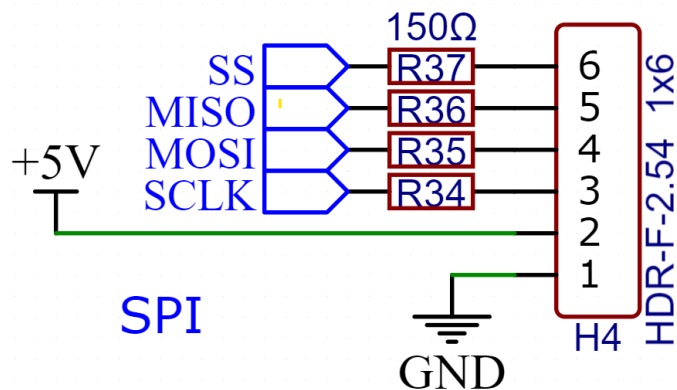 150Ω
SS
R37
6
MISO
R36
5
MOSI
R35
4
+5V
SCLK
R34
3
2
1
HDR-F-2.54 1x6
SPI
H4
GND